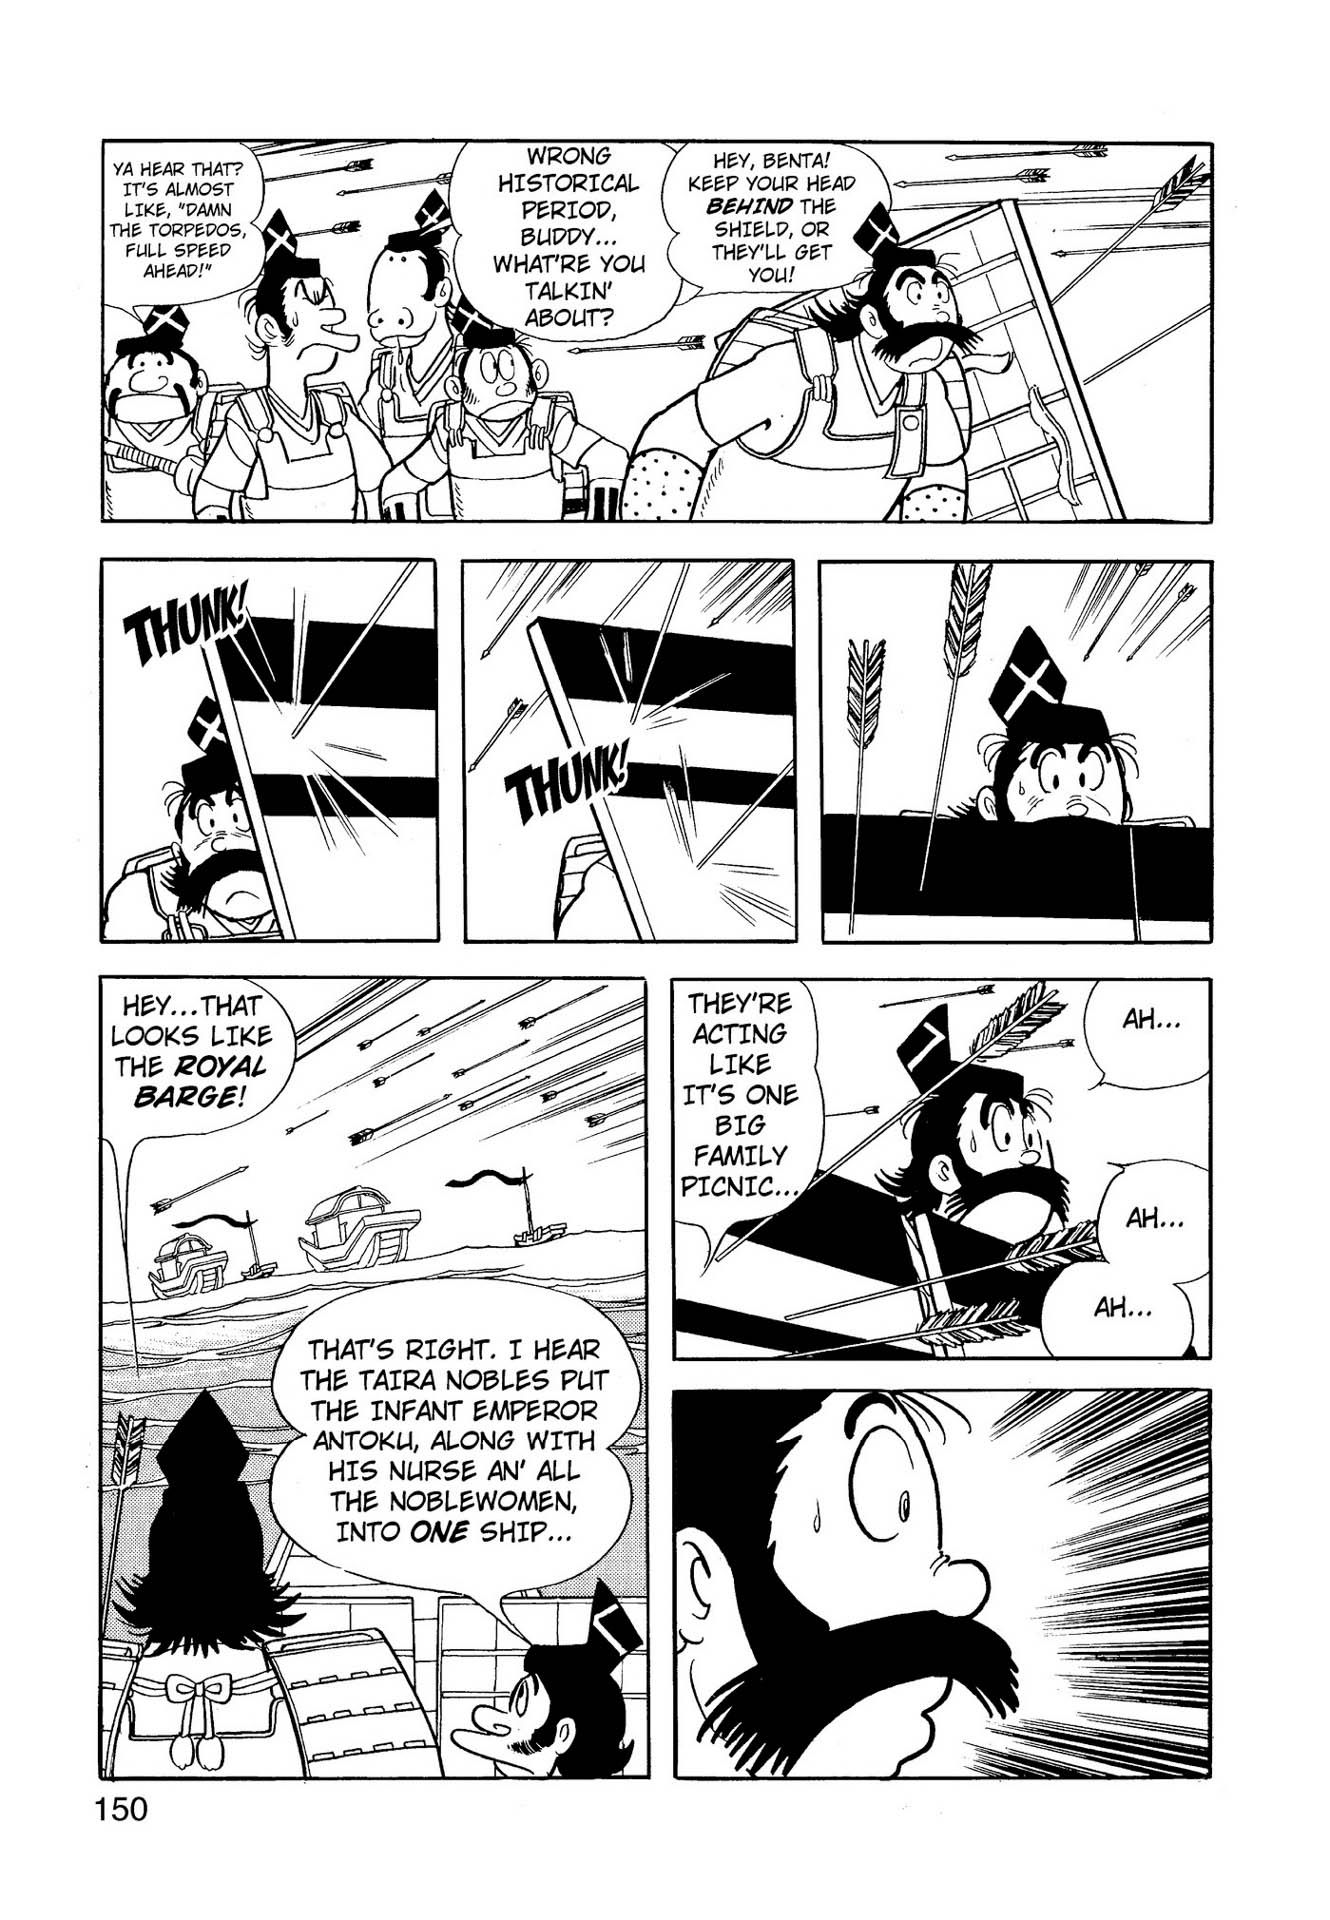 YA HEAR THAT?
IT'S ALMOST
LIKE, "DAMN
THE TORPEDOS,
FULL SPEED
AHEAD!"
WRONG
HISTORICAL
PERIOD,
BUDDY...
WHAT'RE YOU
TALKIN'
ABOUT?
HEY, BENTA!
KEEP YOUR HEAD
BEHIND THE
SHIELD, OR
THEY'LL GET
YOU!
THUNK!
THUNK!
HEY...THAT
LOOKS LIKE
THE ROYAL
BARGE!
THAT'S RIGHT. I HEAR
THE TAIRA NOBLES PUT
THE INFANT EMPEROR
ANTOKU, ALONG WITH
HIS NURSE AN' ALL
THE NOBLEWOMEN,
INTO ONE SHIP...
THEY'RE
ACTING
LIKE
IT'S ONE
BIG
FAMILY
PICNIC...
AH...
AH...
AH...
150